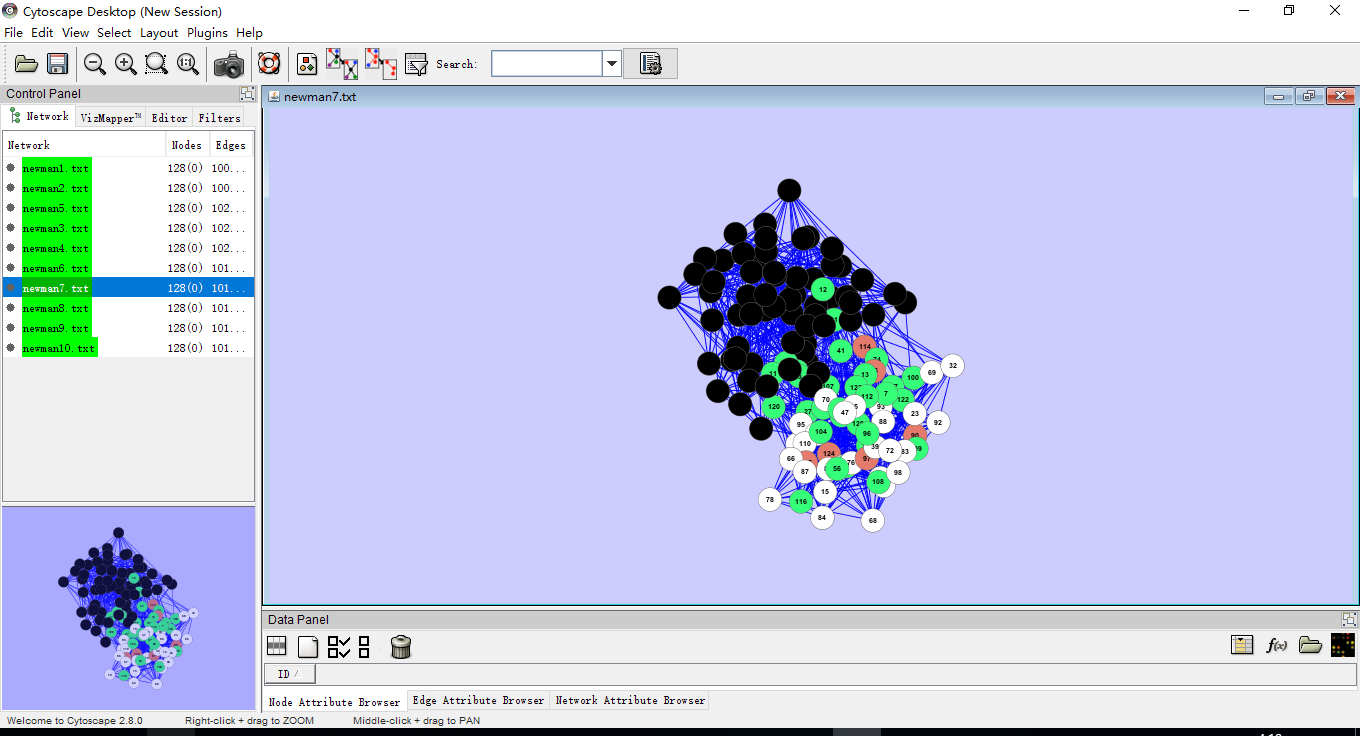 Cytoscape Desktop (New Session)
File Edit View Select Layout Plugins Help
1:1 Search:
Control Panel
newman7.txt
Network VizMapper™ Editor Filters
Network Nodes Edges
newman1.txt 128(0) 100...
newman2.txt 128(0) 100...
newman5.txt 128(0) 102...
newman3.txt 128(0) 102...
newman4.txt 128(0) 102...
newman6.txt 128(0) 101...
newman7.txt 128(0) 101...
newman8.txt 128(0) 101...
newman9.txt 128(0) 101...
newman10.txt 128(0) 101...
12
41 114
13 100 69 32
112 7 122
120 70 47 23
95 104 88 92
96
110 124 72
66 87 56 98
108
78 116 15
84 68
Data Panel
f(x)
ID /
Node Attribute Browser Edge Attribute Browser Network Attribute Browser
Welcome to Cytoscape 2.8.0 Right-click + drag to ZOOM Middle-click + drag to PAN